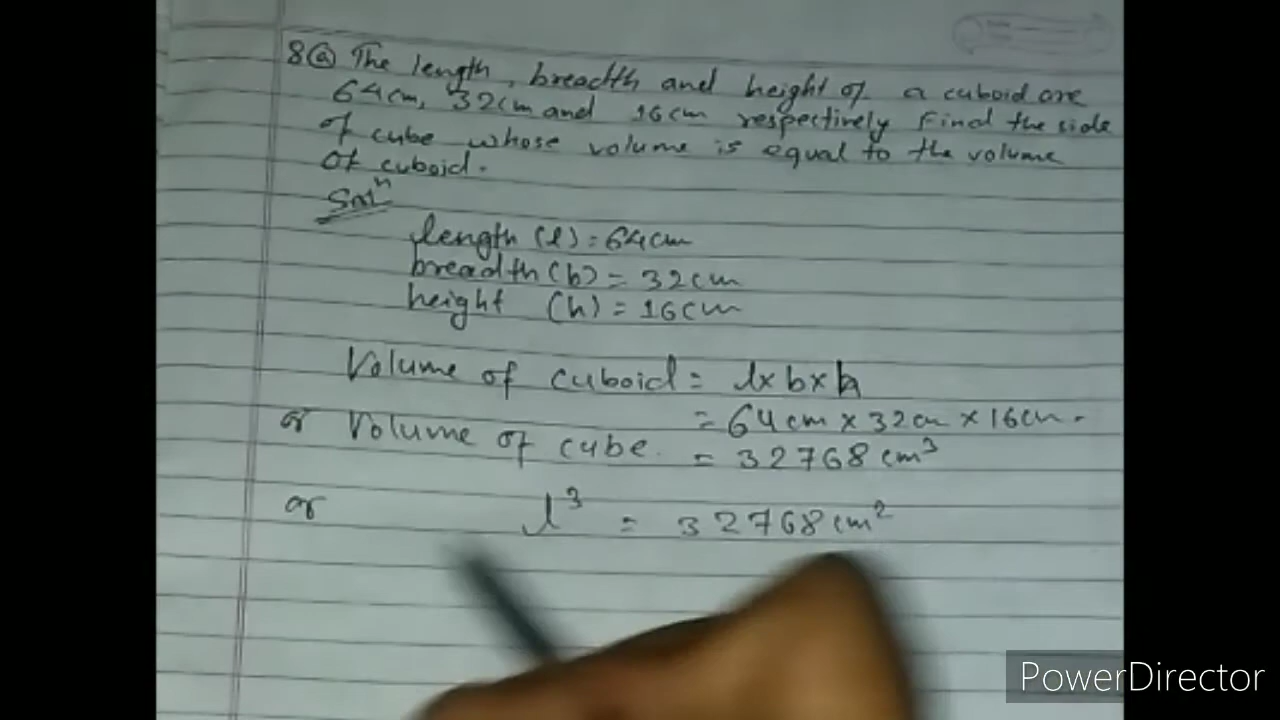 8(a) The length, breadth and height of a cuboid are
64cm, 32cm and 16cm respectively Find the side
of cube whose volume is equal to the volume
of cuboid.
Solⁿ
length (l) = 64cm
breadth (b) = 32cm
height (h) = 16cm
Volume of cuboid = l×b×h
= 64cm × 32cm × 16cm.
or Volume of cube. = 32768 cm³
or l³ = 32768 cm²
PowerDirector